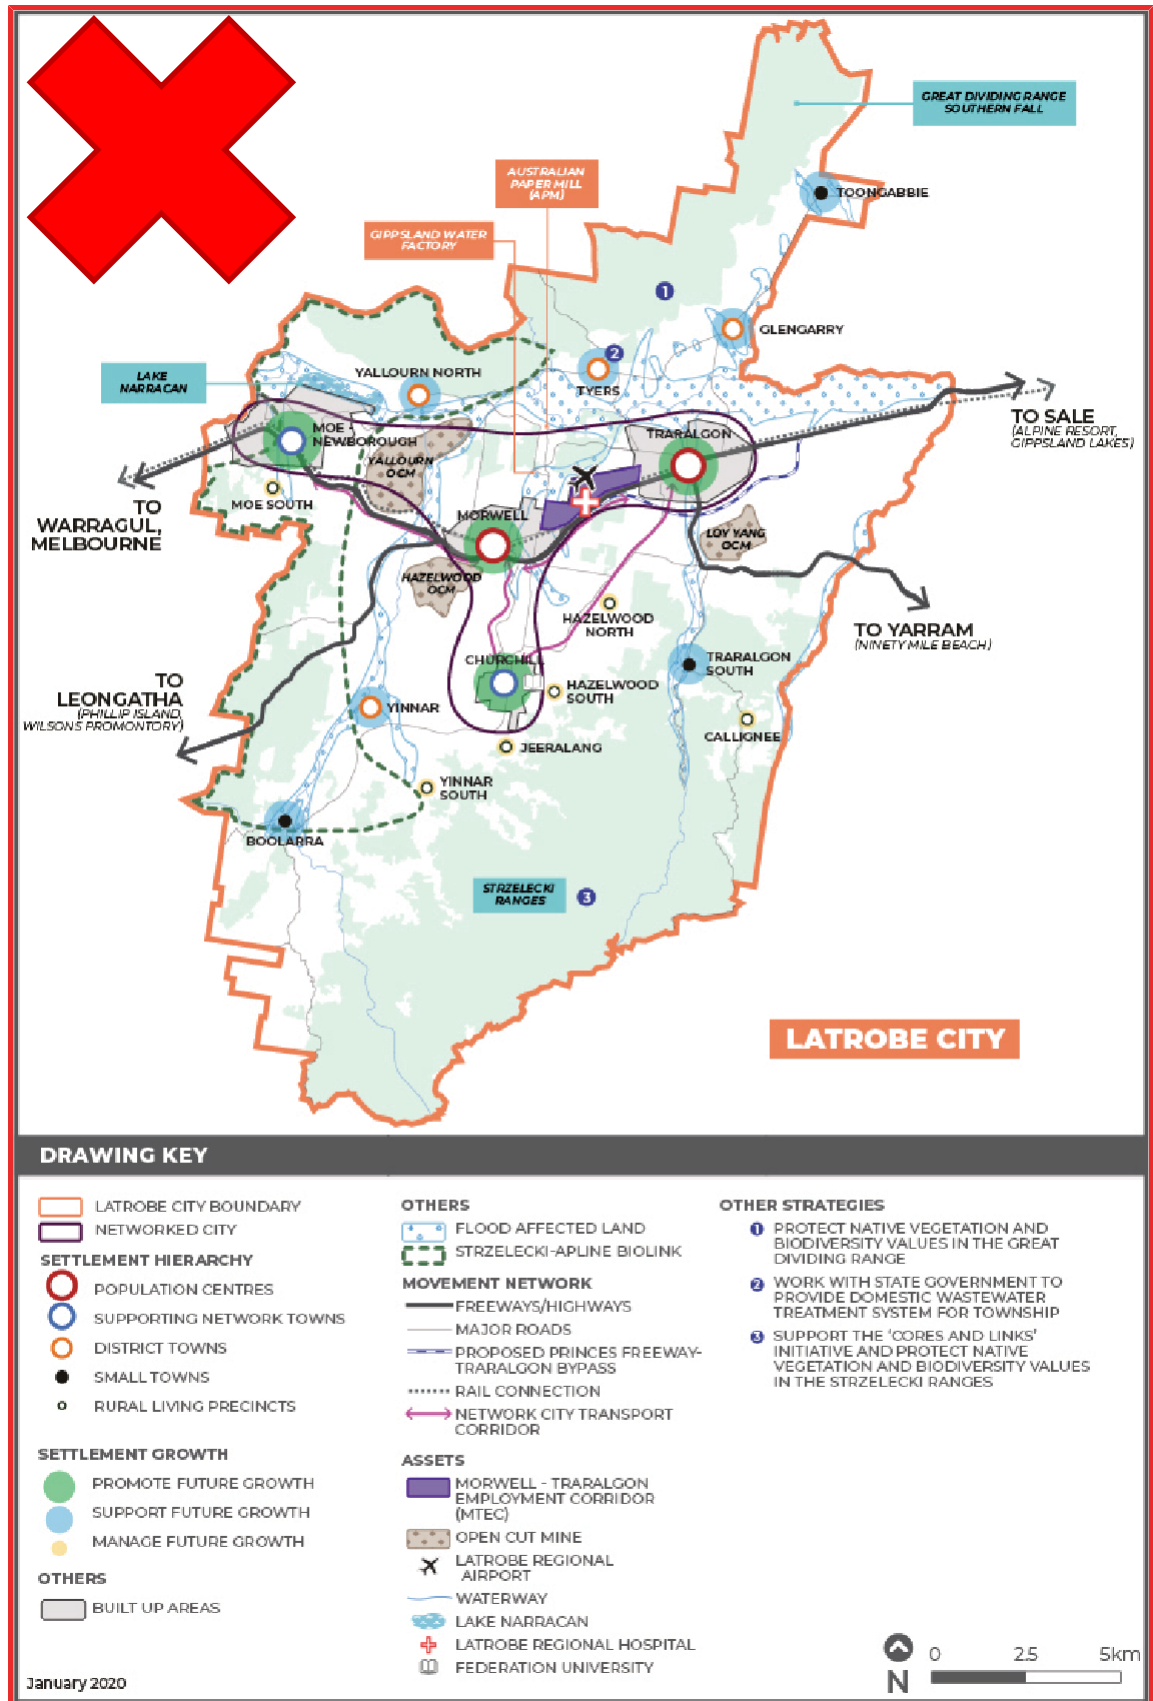 GREAT DIVIDING RANGE
SOUTHERN FALL
AUSTRALIAN
PAPER MILL
(APM)
TOONGABBIE
GIPPSLAND WATER
FACTORY
1
GLENGARRY
2
LAKE
NARRACAN
YALLOURN NORTH
TYERS
TO SALE
(ALPINE RESORT,
GIPPSLAND LAKES)
MOE
NEWBOROUGH
TRARALGON
YALLOURN
OCM
MOE SOUTH
TO
WARRAGUL,
MELBOURNE
MORWELL
LOY YANG
OCM
HAZELWOOD
OCM
HAZELWOOD
NORTH
TO YARRAM
(NINETY MILE BEACH)
CHURCHILL
TRARALGON
SOUTH
TO
LEONGATHA
(PHILLIP ISLAND,
WILSONS PROMONTORY)
HAZELWOOD
SOUTH
YINNAR
CALLIGNEE
JEERALANG
YINNAR
SOUTH
BOOLARRA
STRZELECKI
RANGES
3
LATROBE CITY
DRAWING KEY
LATROBE CITY BOUNDARY
NETWORKED CITY
SETTLEMENT HIERARCHY
POPULATION CENTRES
SUPPORTING NETWORK TOWNS
DISTRICT TOWNS
SMALL TOWNS
RURAL LIVING PRECINCTS
SETTLEMENT GROWTH
PROMOTE FUTURE GROWTH
SUPPORT FUTURE GROWTH
MANAGE FUTURE GROWTH
OTHERS
BUILT UP AREAS
January 2020
OTHERS
FLOOD AFFECTED LAND
STRZELECKI-APLINE BIOLINK
MOVEMENT NETWORK
FREEWAYS/HIGHWAYS
MAJOR ROADS
PROPOSED PRINCES FREEWAY-
TRARALGON BYPASS
RAIL CONNECTION
NETWORK CITY TRANSPORT
CORRIDOR
ASSETS
MORWELL - TRARALGON
EMPLOYMENT CORRIDOR
(MTEC)
OPEN CUT MINE
LATROBE REGIONAL
AIRPORT
WATERWAY
LAKE NARRACAN
LATROBE REGIONAL HOSPITAL
FEDERATION UNIVERSITY
OTHER STRATEGIES
1 PROTECT NATIVE VEGETATION AND
BIODIVERSITY VALUES IN THE GREAT
DIVIDING RANGE
2 WORK WITH STATE GOVERNMENT TO
PROVIDE DOMESTIC WASTEWATER
TREATMENT SYSTEM FOR TOWNSHIP
3 SUPPORT THE 'CORES AND LINKS'
INITIATIVE AND PROTECT NATIVE
VEGETATION AND BIODIVERSITY VALUES
IN THE STRZELECKI RANGES
0 2.5 5km
N